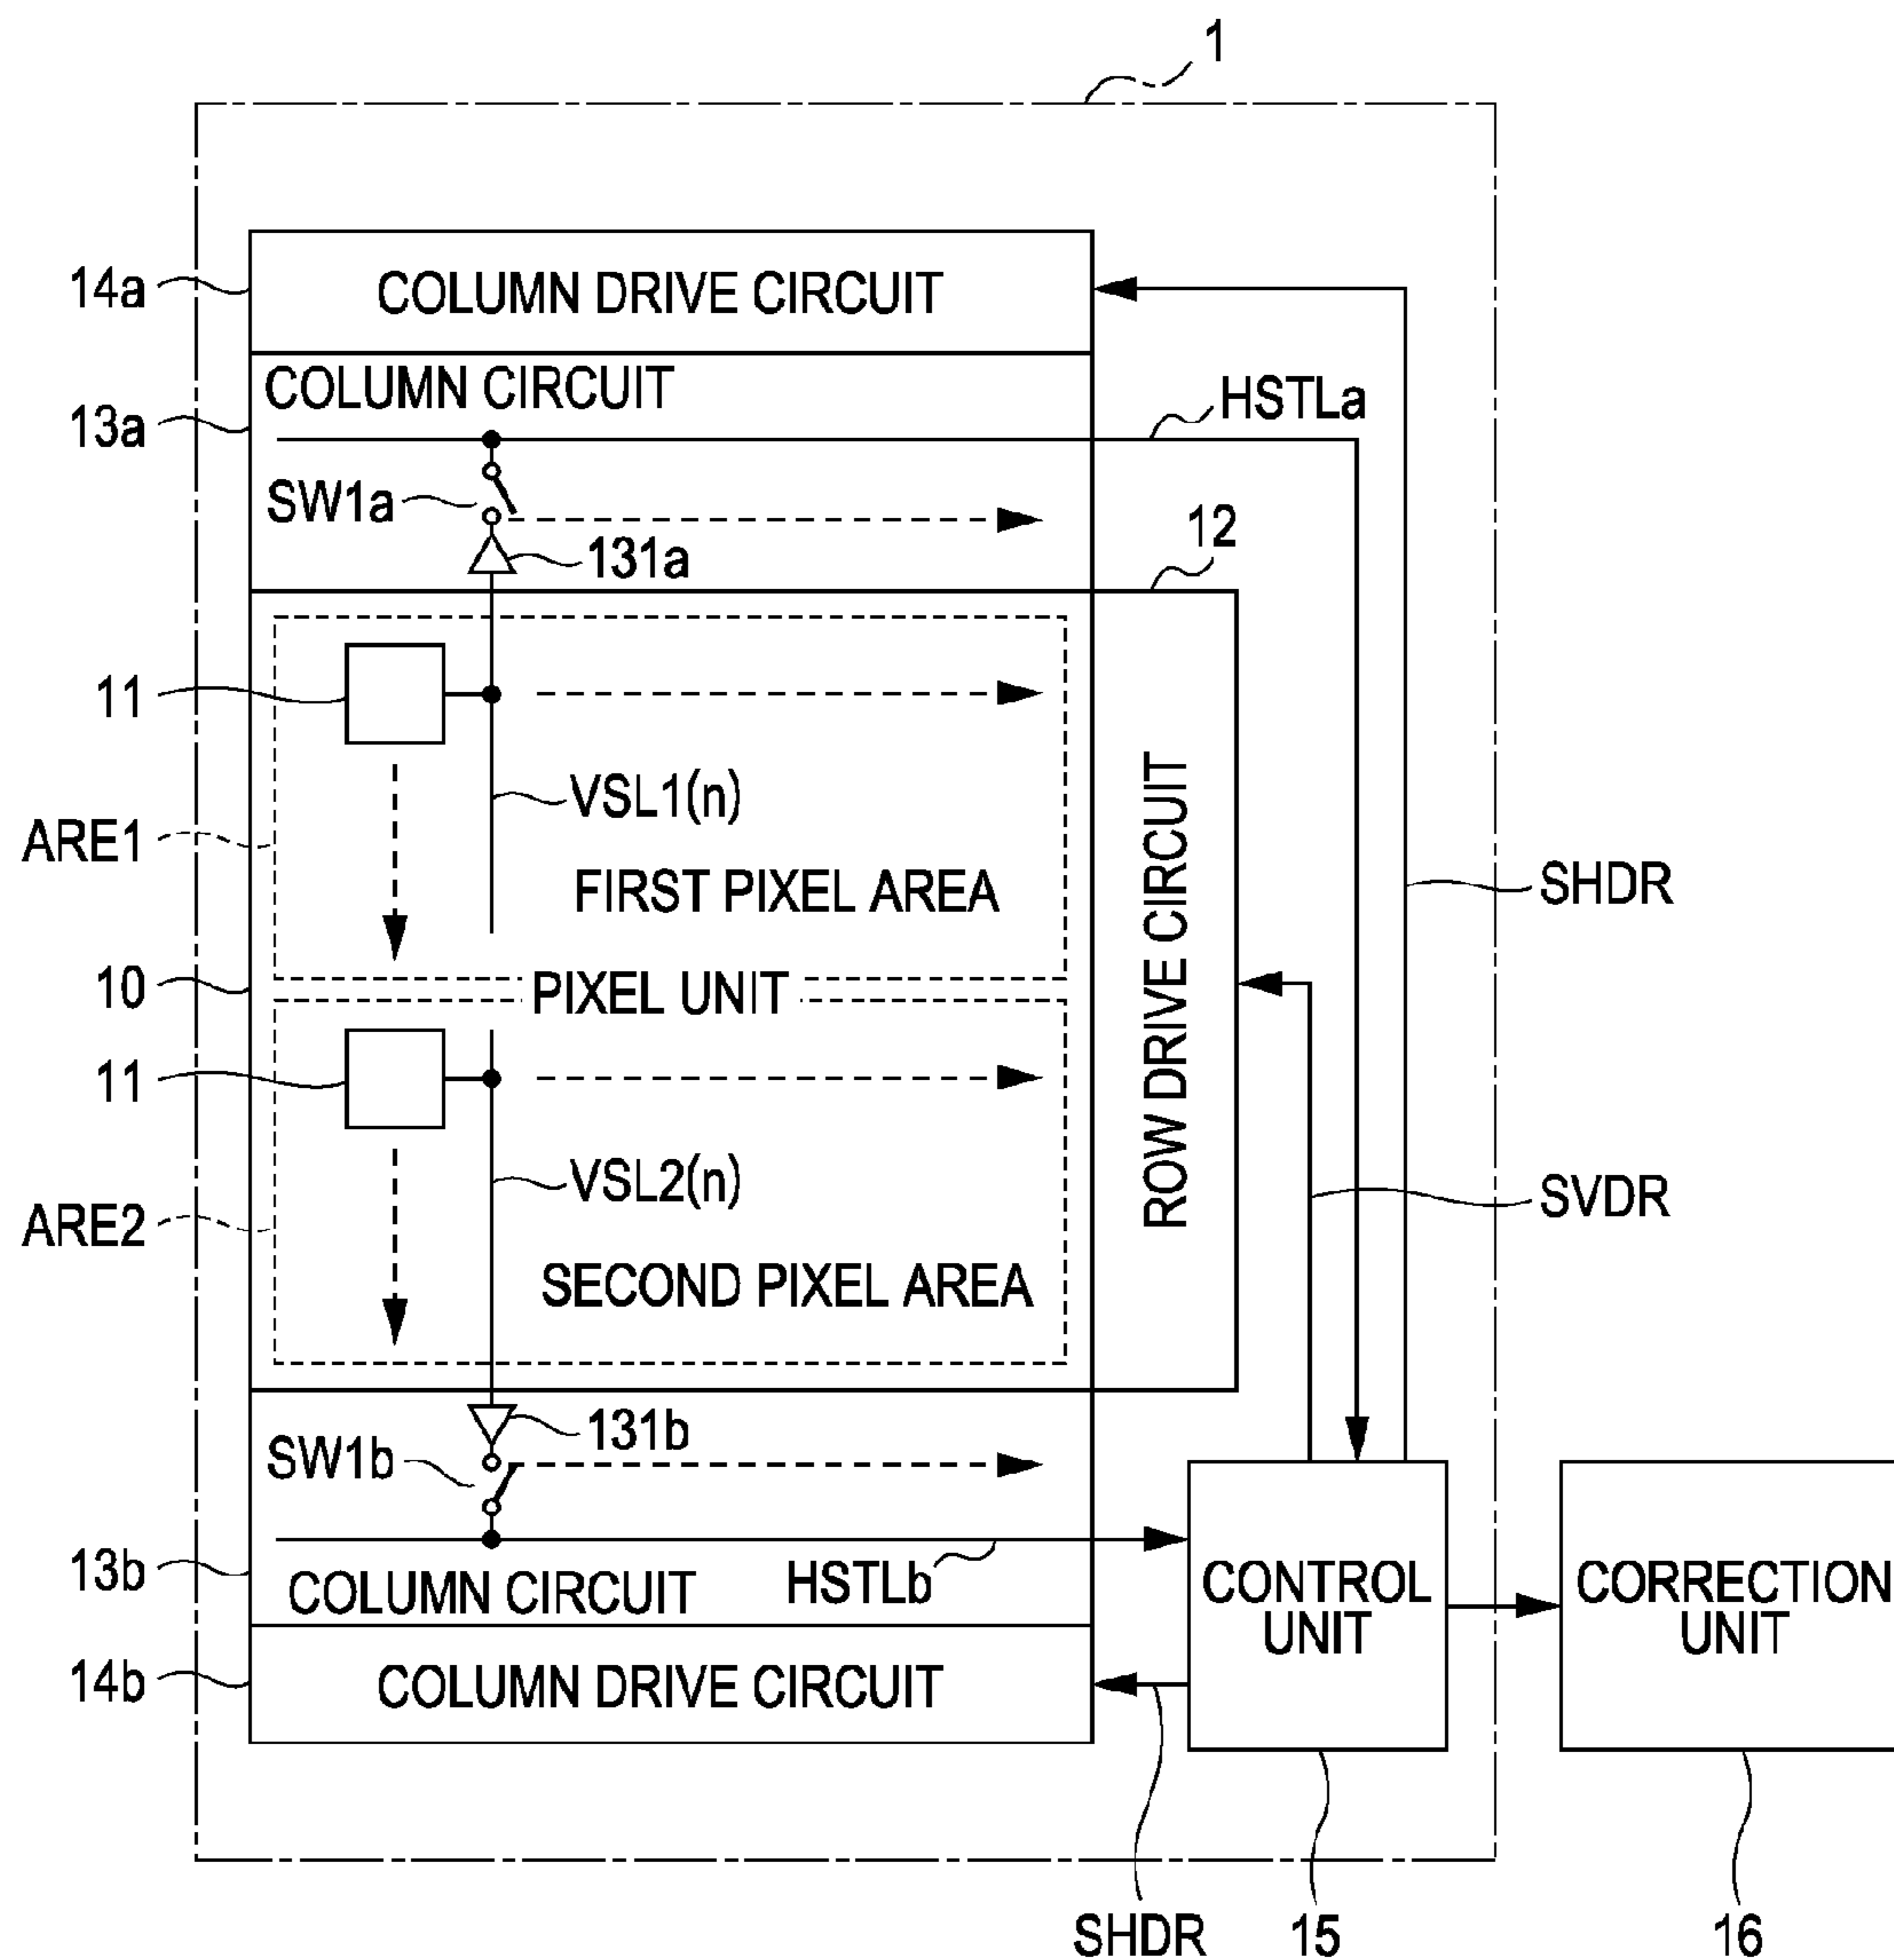 1
14a
COLUMN DRIVE CIRCUIT
COLUMN CIRCUIT
13a
HSTLa
SW1a
131a
12
11
VSL1(n)
ARE1
FIRST PIXEL AREA
ROW DRIVE CIRCUIT
SHDR
10
PIXEL UNIT
11
VSL2(n)
SVDR
ARE2
SECOND PIXEL AREA
131b
SW1b
13b
HSTLb
COLUMN CIRCUIT
CONTROL
UNIT
CORRECTION
UNIT
14b
COLUMN DRIVE CIRCUIT
SHDR
15
16